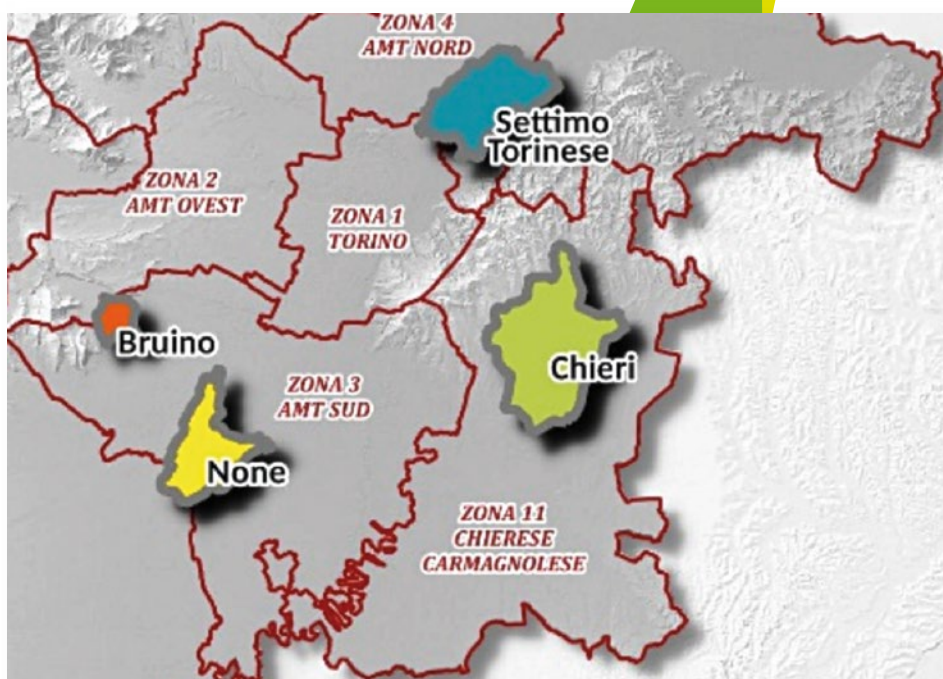 ZONA 4
AMT NORD
Settimo
Torinese
ZONA 2
AMT OVEST
ZONA 1
TORINO
Bruino
Chieri
ZONA 3
AMT SUD
None
ZONA 11
CHIERESE
CARMAGNOLESE